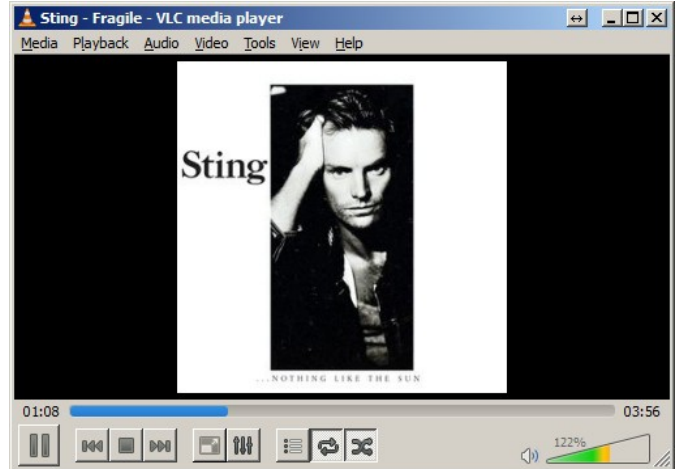 Sting - Fragile - VLC media player
Media Playback Audio Video Tools View Help
Sting
...NOTHING LIKE THE SUN
01:08 03:56
122%